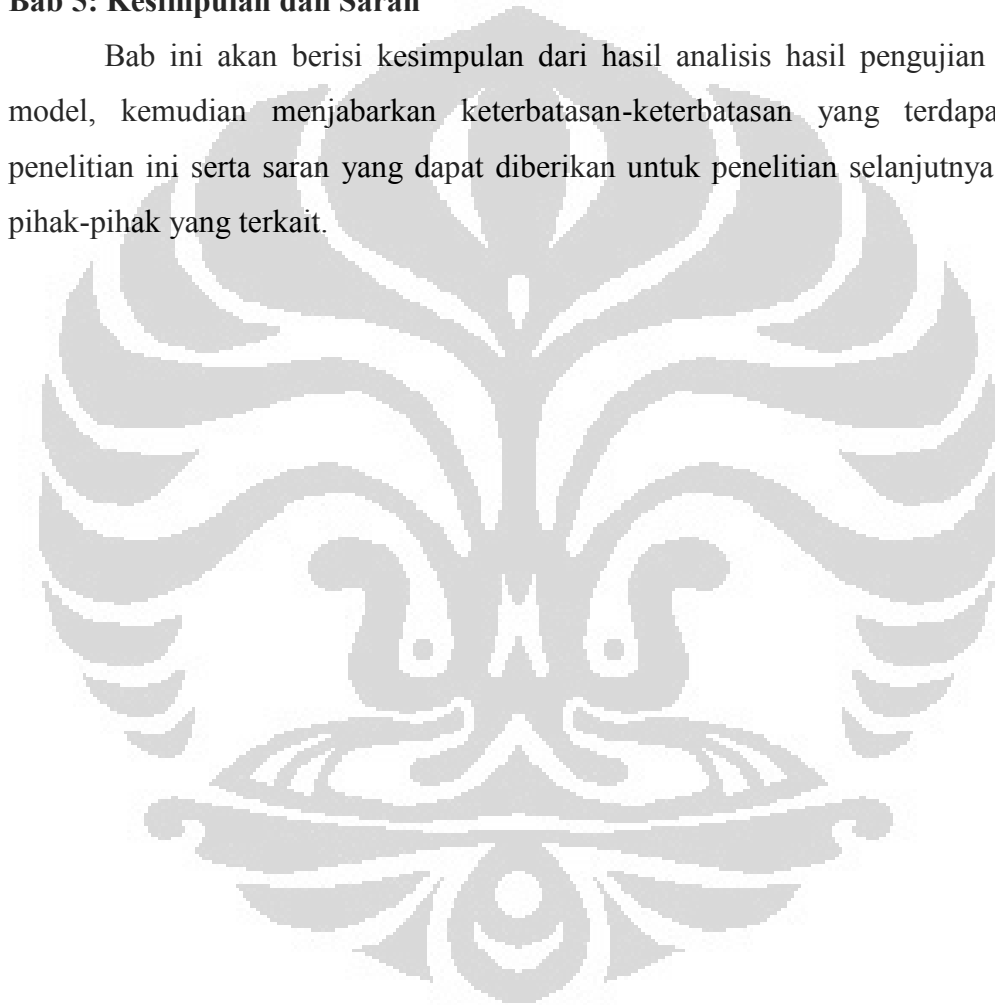 Bab 5: Kesimpulan dan Saran
Bab ini akan berisi kesimpulan dari hasil analisis hasil pengujian
model, kemudian menjabarkan keterbatasan-keterbatasan yang terdapa
penelitian ini serta saran yang dapat diberikan untuk penelitian selanjutnya
pihak-pihak yang terkait.